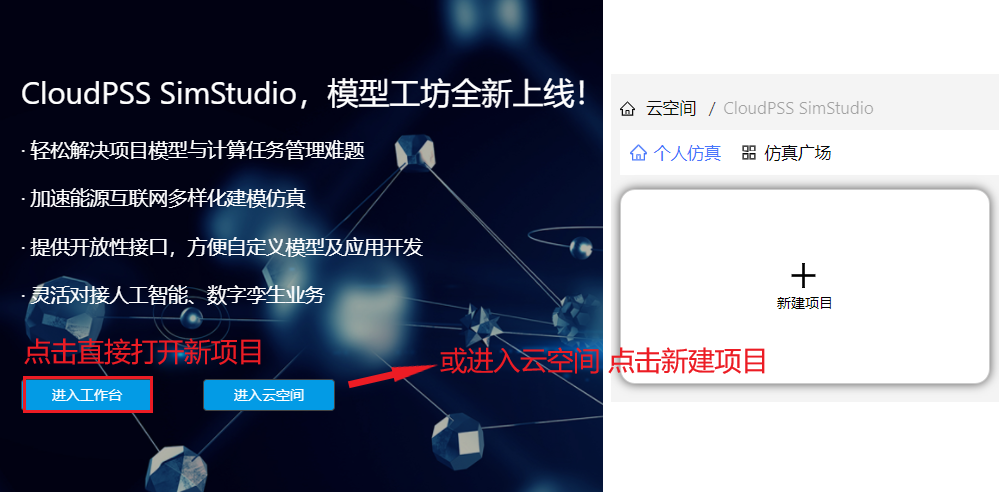 CloudPSS SimStudio，模型工坊全新上线！
· 轻松解决项目模型与计算任务管理难题
· 加速能源互联网多样化建模仿真
· 提供开放性接口，方便自定义模型及应用开发
· 灵活对接人工智能、数字孪生业务
点击直接打开新项目
进入工作台
进入云空间
或进入云空间 点击新建项目
云空间 / CloudPSS SimStudio
个人仿真 仿真广场
新建项目